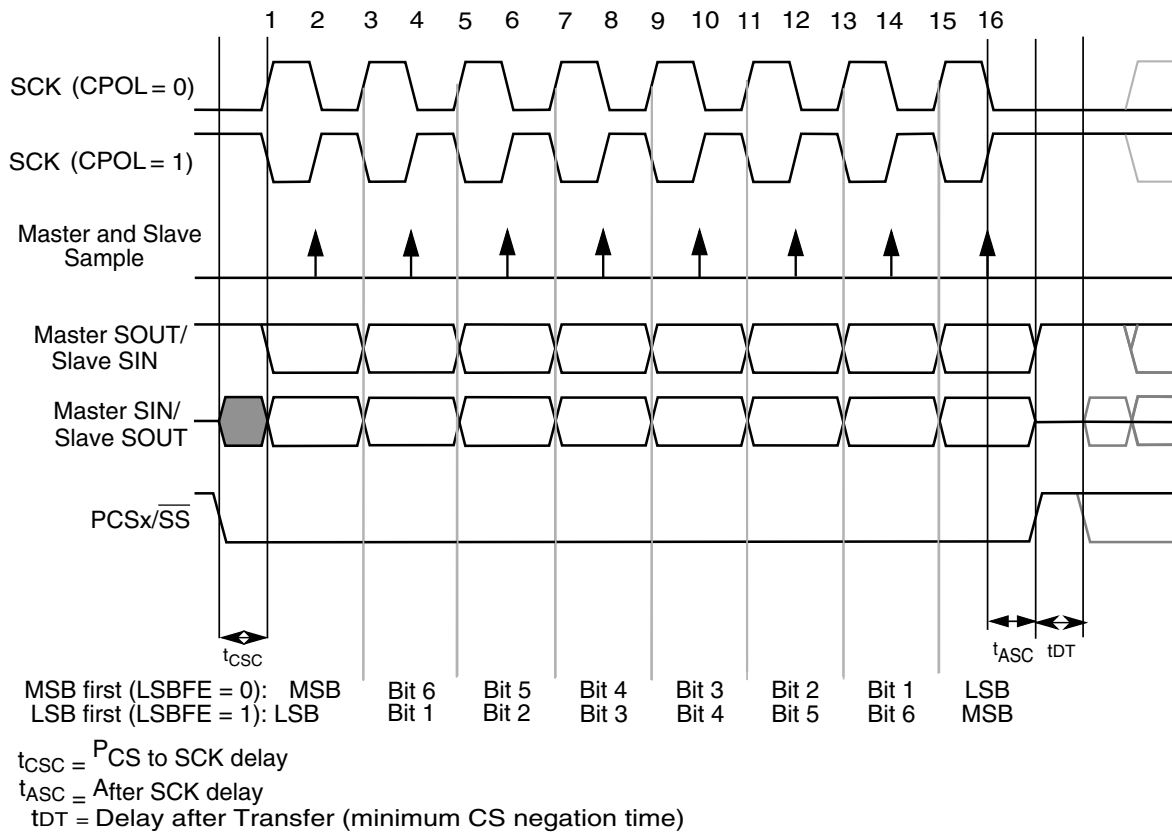 1 2 3 4 5 6 7 8 9 10 11 12 13 14 15 16
SCK (CPOL = 0)
SCK (CPOL = 1)
Master and Slave
Sample
Master SOUT/
Slave SIN
Master SIN/
Slave SOUT
PCSx/SS
tCSC
tASC
tDT
MSB first (LSBFE = 0): MSB Bit 6 Bit 5 Bit 4 Bit 3 Bit 2 Bit 1 LSB
LSB first (LSBFE = 1): LSB Bit 1 Bit 2 Bit 3 Bit 4 Bit 5 Bit 6 MSB
tCSC = PCS to SCK delay
tASC = After SCK delay
tDT = Delay after Transfer (minimum CS negation time)